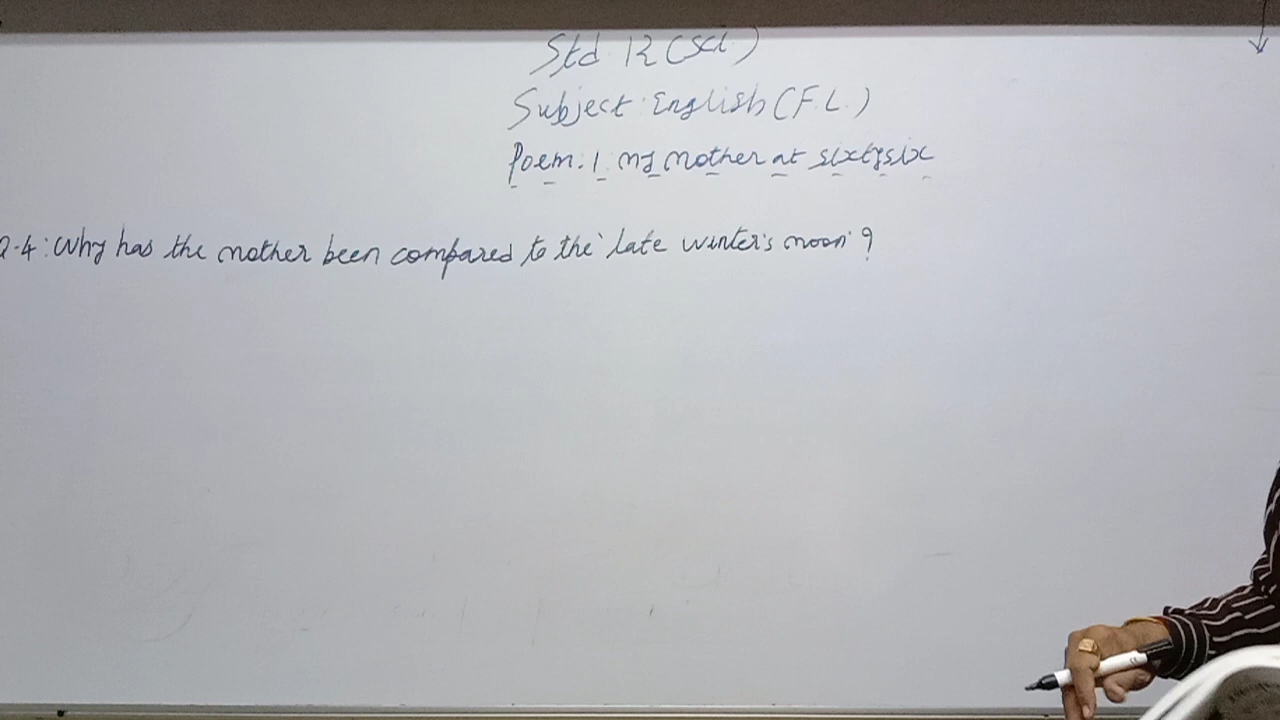 Std 12 (Sci.)
Subject: English (F.L.)
Poem: 1 My Mother at sixty six
Q.4: Why has the mother been compared to the 'late winter's moon'?